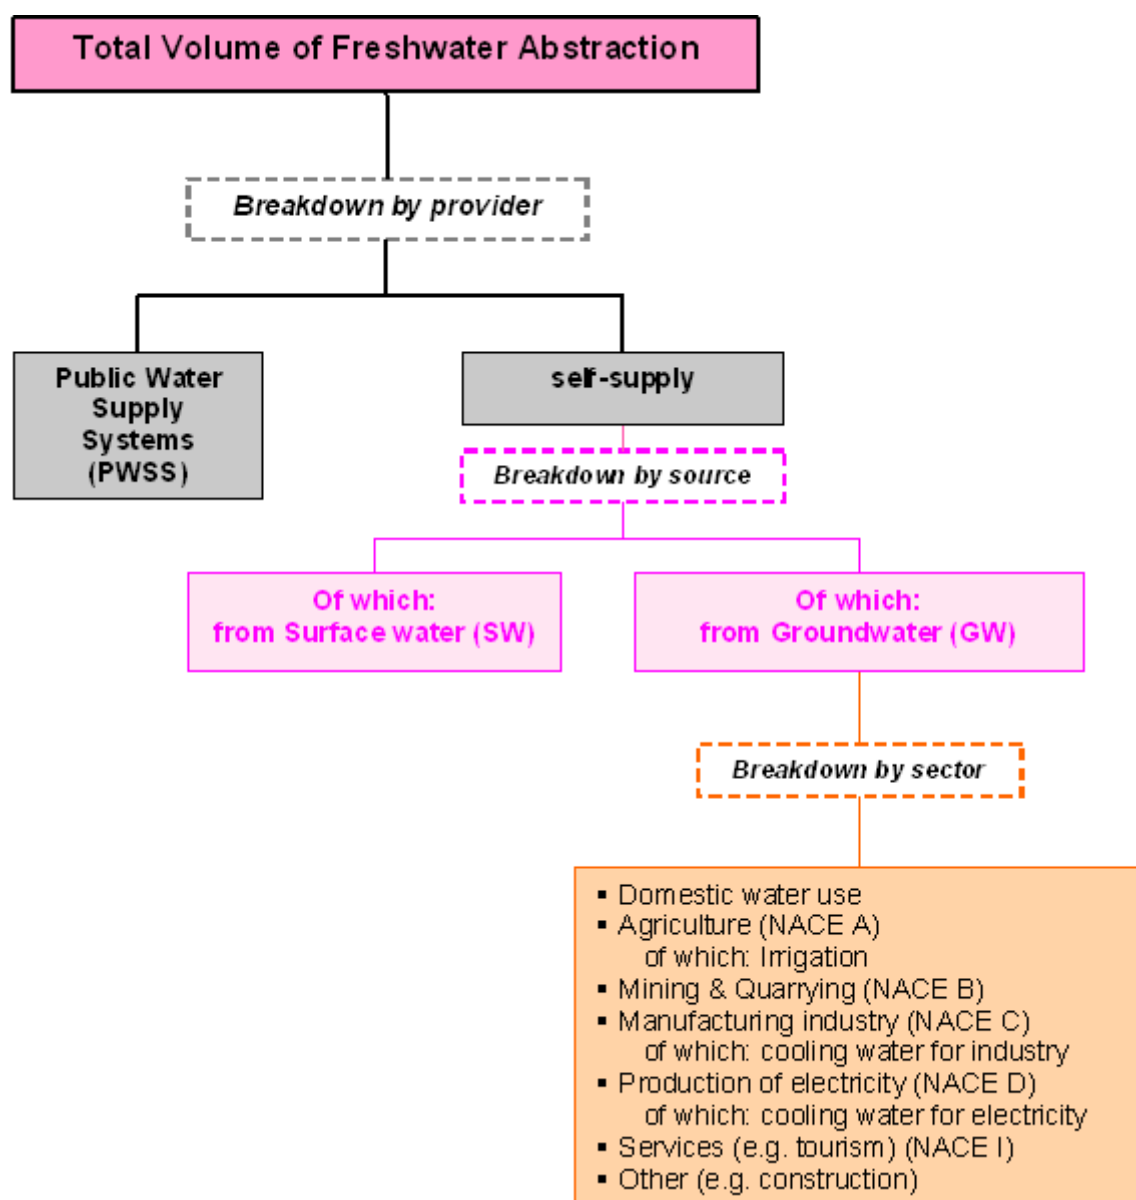 Total Volume of Freshwater Abstraction
Breakdown by provider
Public Water
Supply
Systems
(PWSS)
self-supply
Breakdown by source
Of which:
from Surface water (SW)
Of which:
from Groundwater (GW)
Breakdown by sector
▪ Domestic water use
▪ Agriculture (NACE A)
of which: Irrigation
▪ Mining & Quarrying (NACE B)
▪ Manufacturing industry (NACE C)
of which: cooling water for industry
▪ Production of electricity (NACE D)
of which: cooling water for electricity
▪ Services (e.g. tourism) (NACE I)
▪ Other (e.g. construction)